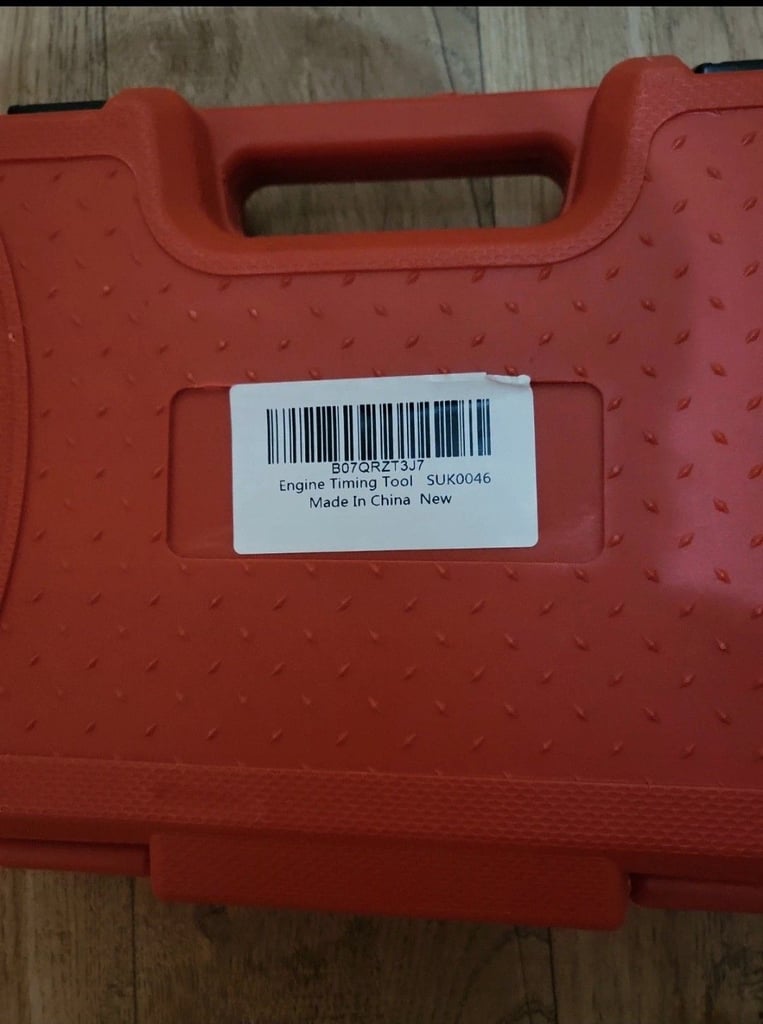 B07QRZT3J7
Engine Timing Tool SUK0046
Made In China New